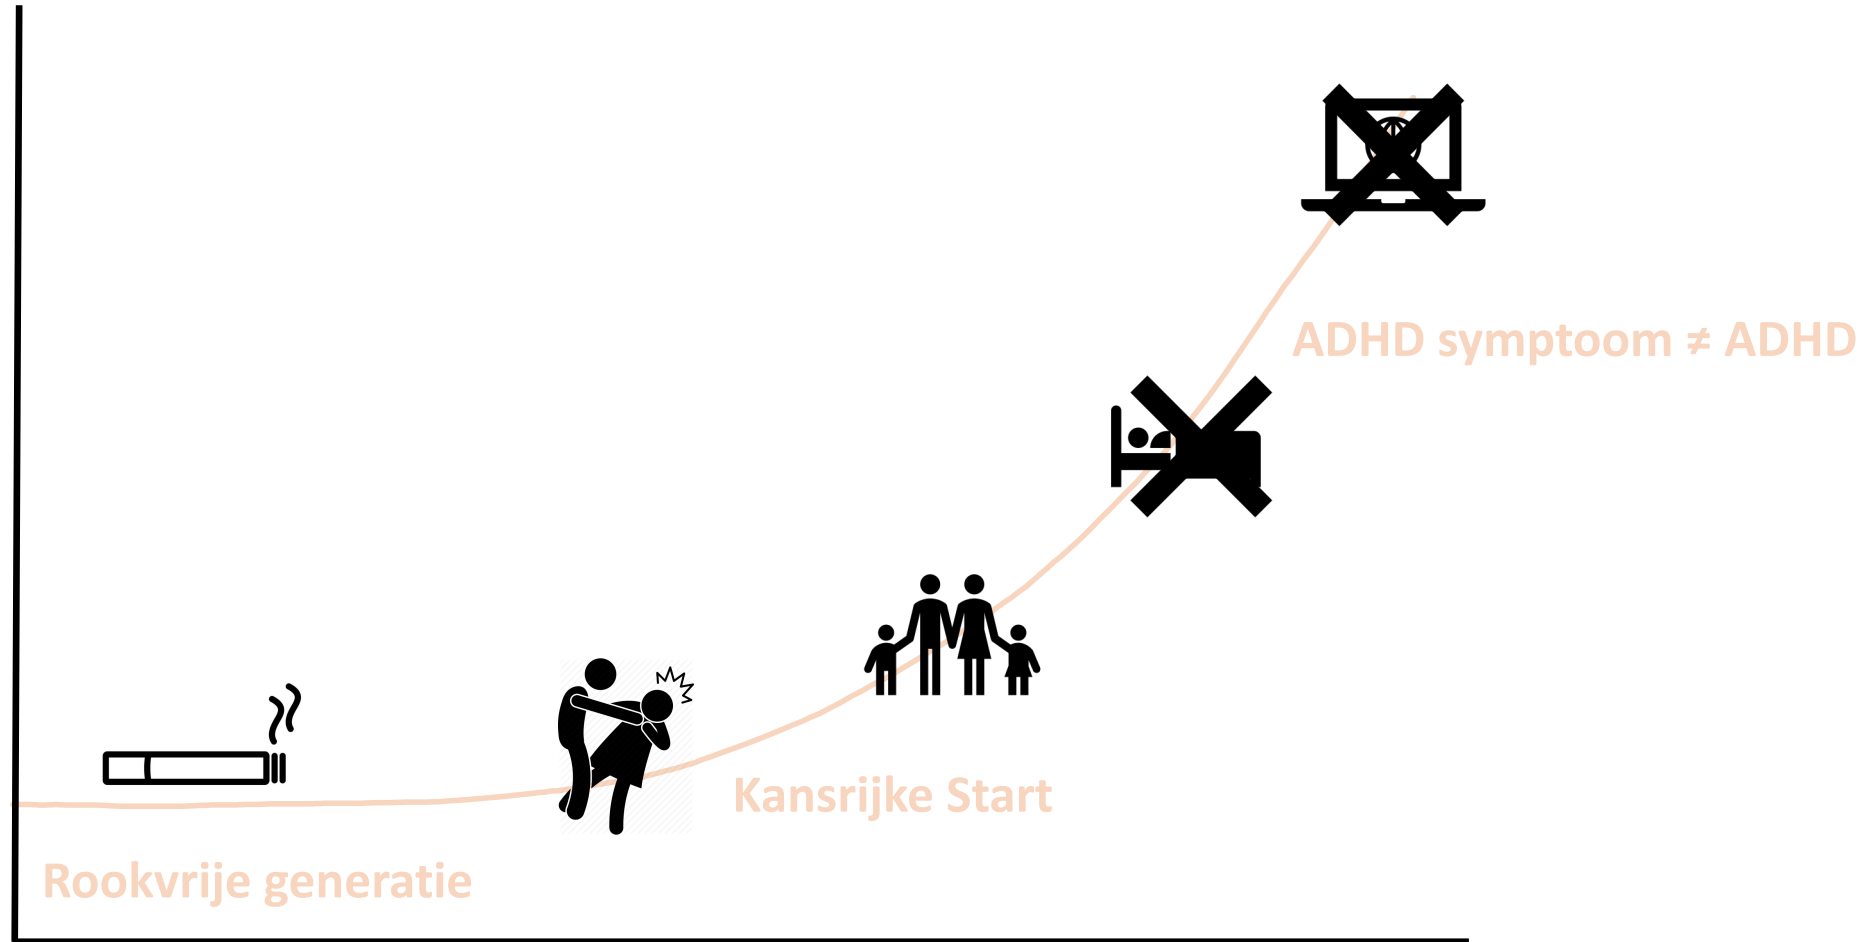 ADHD symptoom ≠ ADHD
Kansrijke Start
Rookvrije generatie